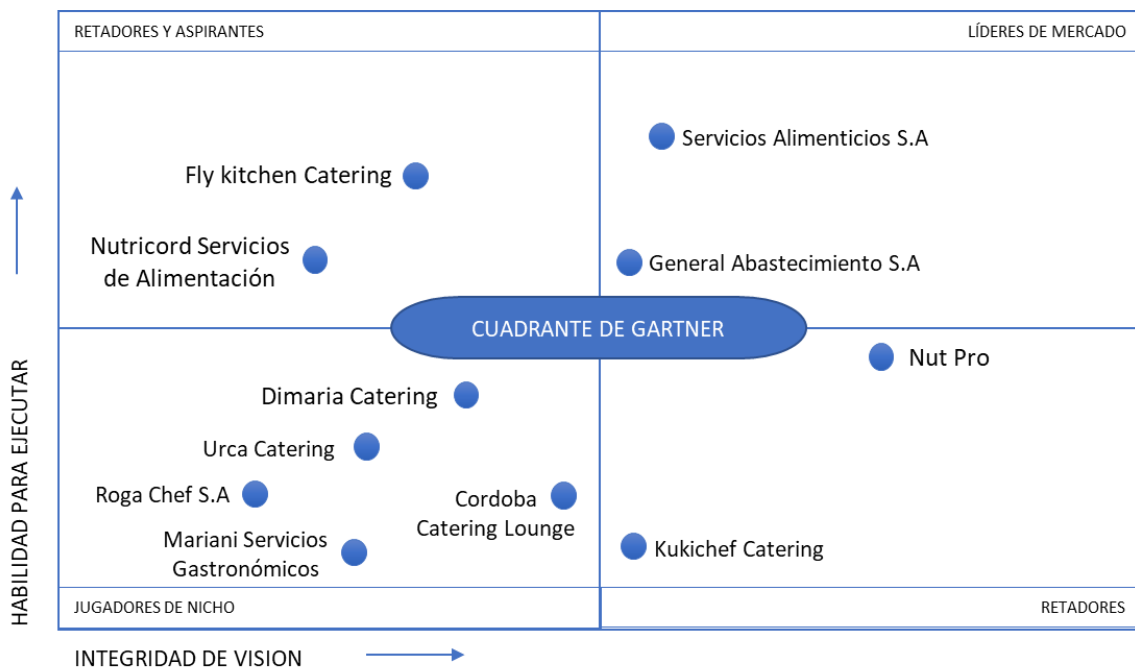 RETADORES Y ASPIRANTES
LÍDERES DE MERCADO
Servicios Alimenticios S.A
Fly kitchen Catering
Nutricord Servicios
de Alimentación
General Abastecimiento S.A
CUADRANTE DE GARTNER
Nut Pro
Dimaria Catering
Urca Catering
Roga Chef S.A
Cordoba
Catering Lounge
Mariani Servicios
Gastronómicos
Kukichef Catering
HABILIDAD PARA EJECUTAR
JUGADORES DE NICHO
RETADORES
INTEGRIDAD DE VISION